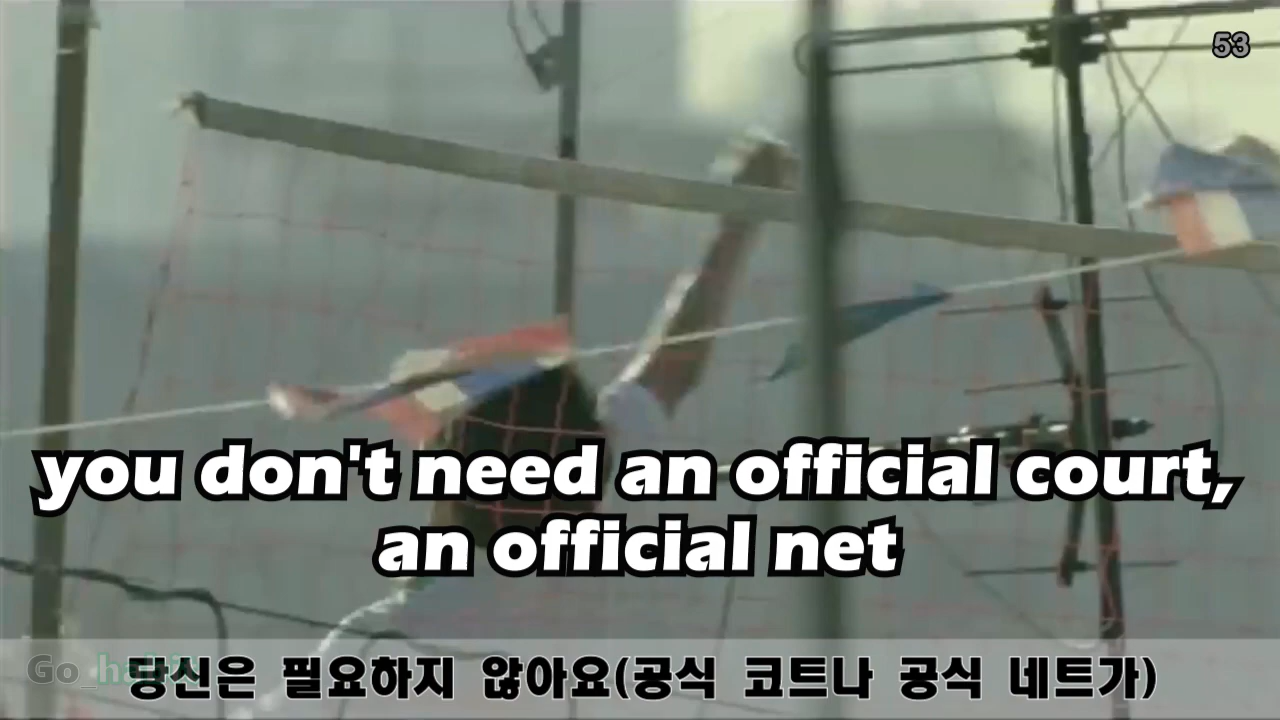 53
you don't need an official court,
an official net
당신은 필요하지 않아요(공식 코트나 공식 네트가)